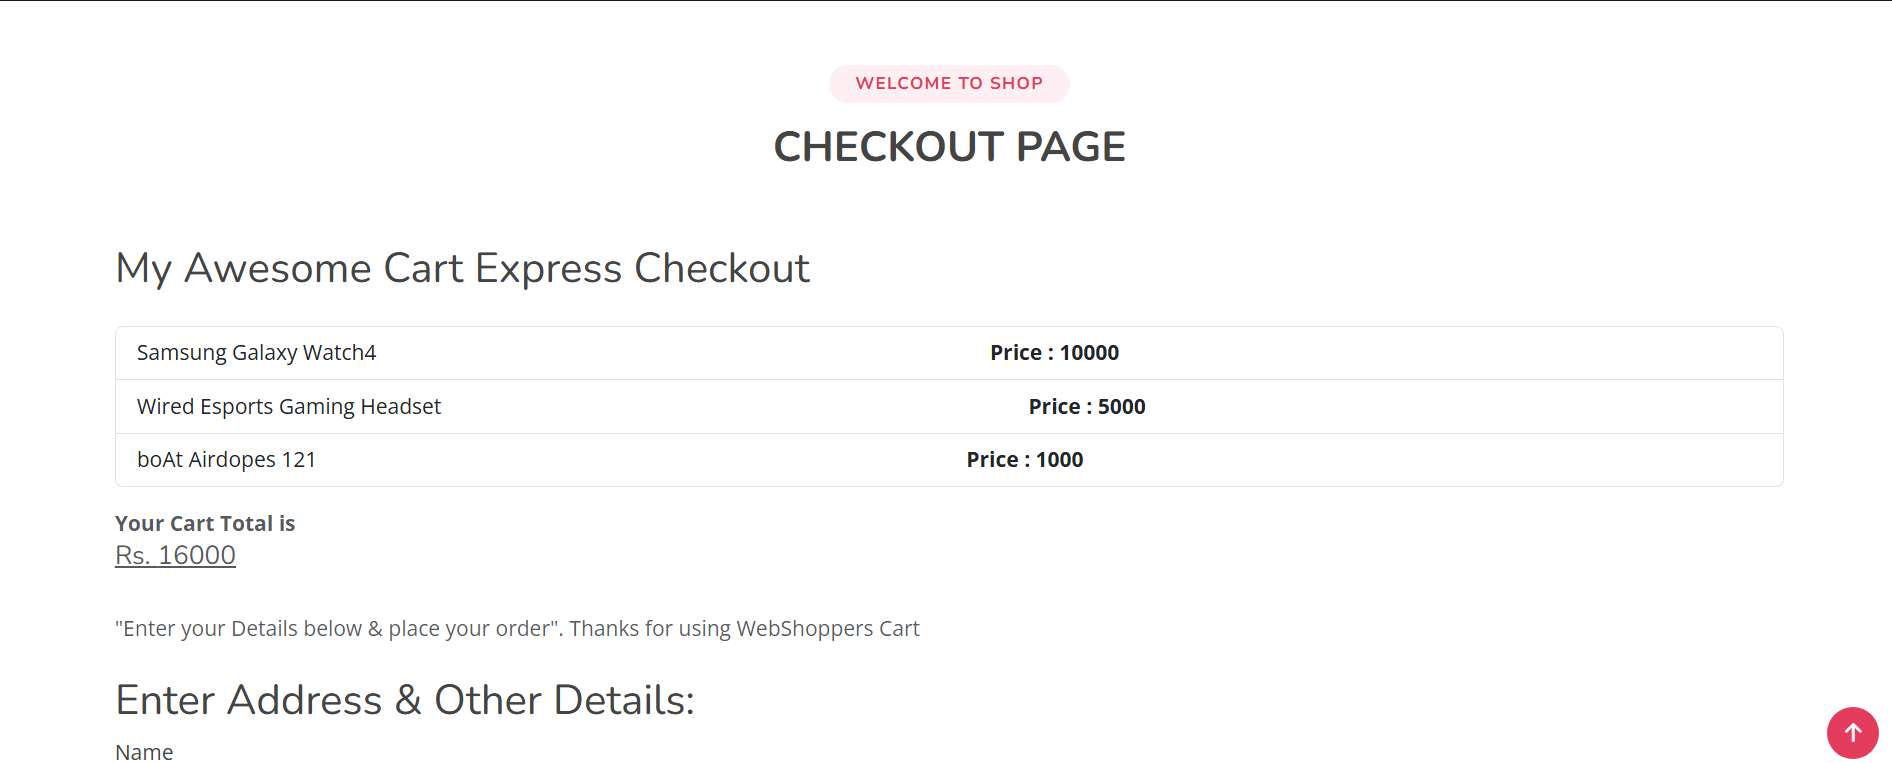 WELCOME TO SHOP
CHECKOUT PAGE
My Awesome Cart Express Checkout
Samsung Galaxy Watch4 Price : 10000
Wired Esports Gaming Headset Price : 5000
boAt Airdopes 121 Price : 1000
Your Cart Total is
Rs. 16000
"Enter your Details below & place your order". Thanks for using WebShoppers Cart
Enter Address & Other Details:
Name